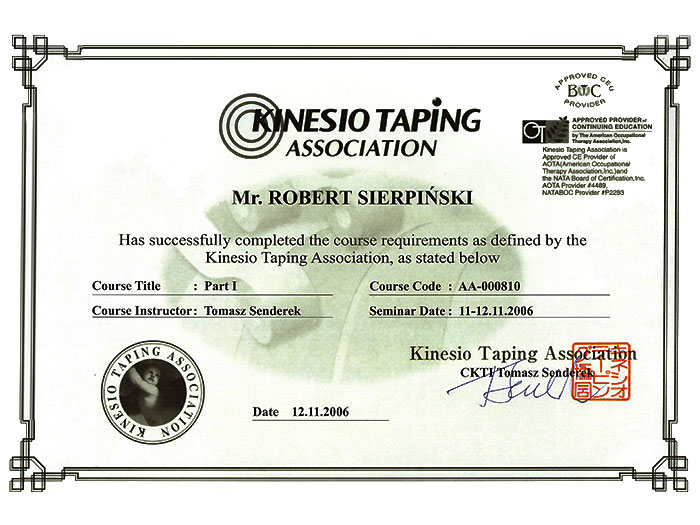 KINESIO TAPING
ASSOCIATION
APPROVED CEU
BOC
PROVIDER
OT
APPROVED PROVIDER of
CONTINUING EDUCATION
by The American Occupational
Therapy Association, Inc.
Kinesio Taping Association is
Approved CE Provider of
AOTA(American Occupational
Therapy Association,Inc.)and
the NATA Board of Certification,Inc.
AOTA Provider #4489,
NATABOC Provider #P2293
Mr. ROBERT SIERPIŃSKI
Has successfully completed the course requirements as defined by the
Kinesio Taping Association, as stated below
Course Title : Part I
Course Code : AA-000810
Course Instructor : Tomasz Senderek
Seminar Date : 11-12.11.2006
KINESIO TAPING ASSOCIATION
Kinesio Taping Association
CKTI Tomasz Senderek
Date 12.11.2006